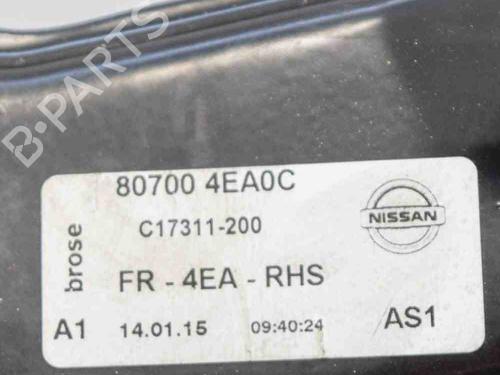 B-PARTS
80700 4EA0C
C17311-200
NISSAN
brose
FR - 4EA - RHS
A1 14.01.15 09:40:24 AS1